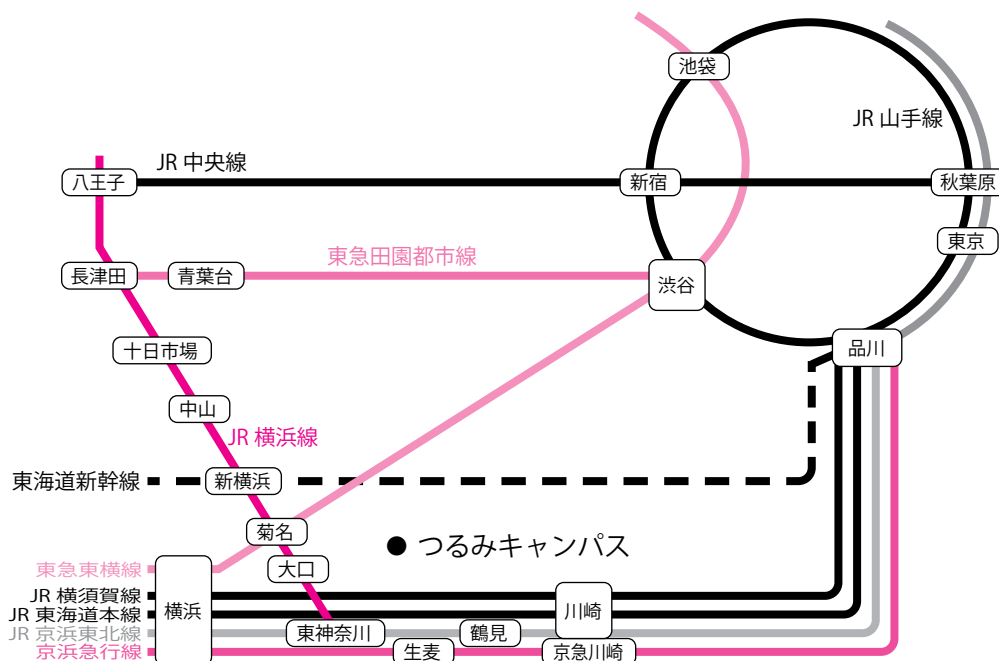 池袋
JR 山手線
JR 中央線
八王子
新宿
秋葉原
東京
東急田園都市線
長津田
青葉台
渋谷
十日市場
品川
中山
JR 横浜線
東海道新幹線
新横浜
菊名
つるみキャンパス
大口
東急東横線
JR 横須賀線
JR 東海道本線
JR 京浜東北線
京浜急行線
横浜
川崎
東神奈川
鶴見
生麦
京急川崎